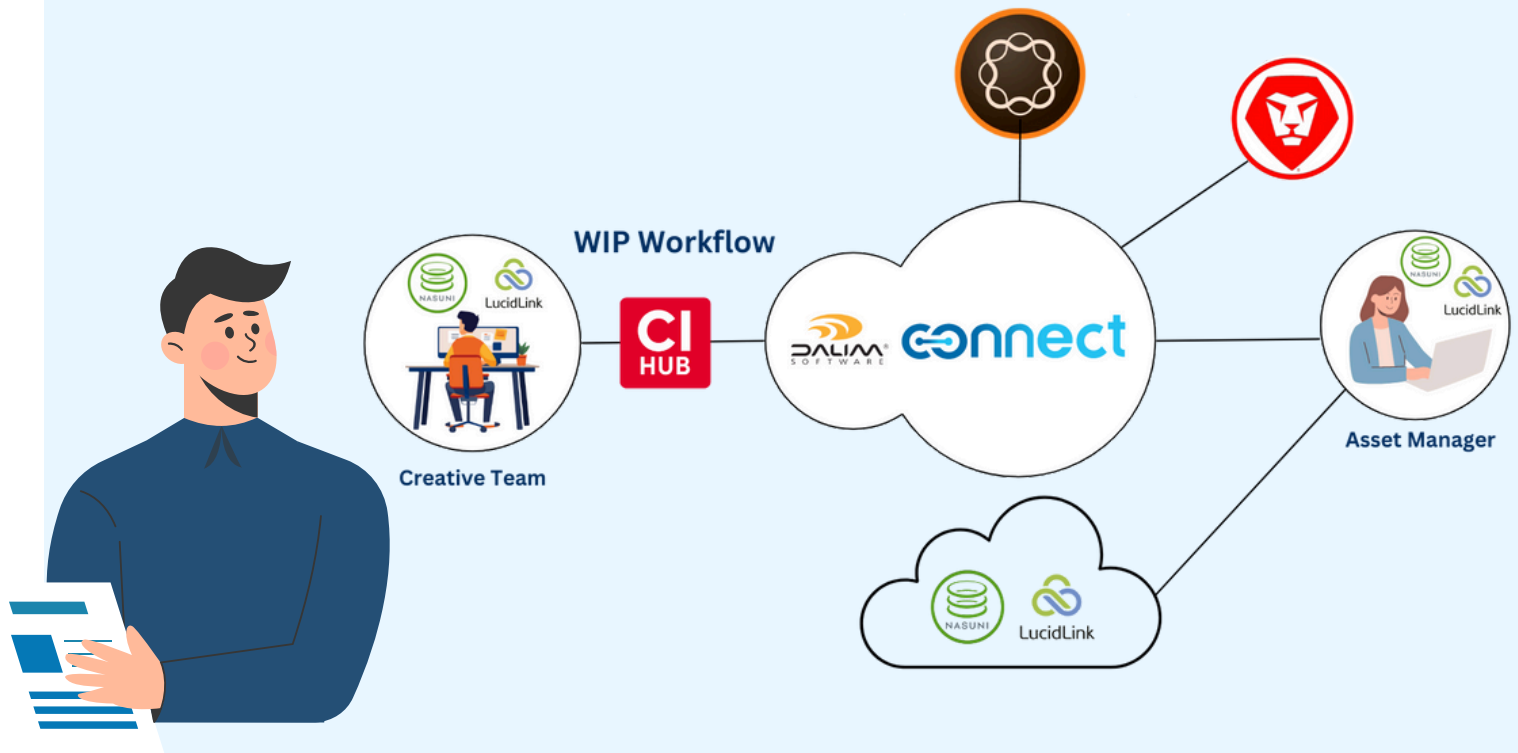 WIP Workflow
NASUNI
LucidLink
CI
HUB
DALIM®
SOFTWARE
connect
NASUNI
LucidLink
Creative Team
Asset Manager
NASUNI
LucidLink